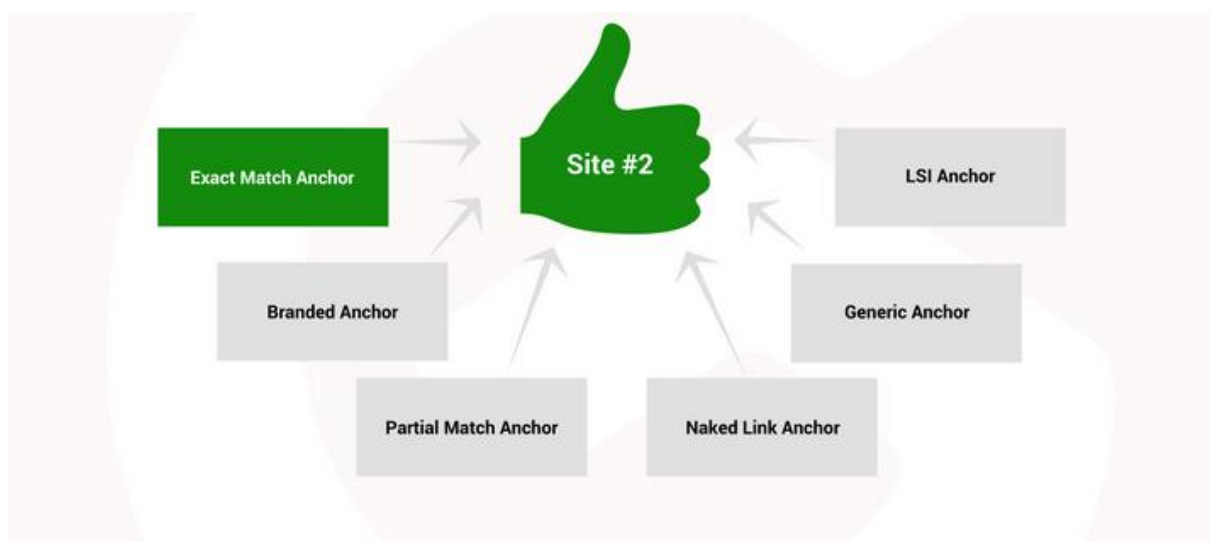 Site #2
Exact Match Anchor
LSI Anchor
Branded Anchor
Generic Anchor
Partial Match Anchor
Naked Link Anchor